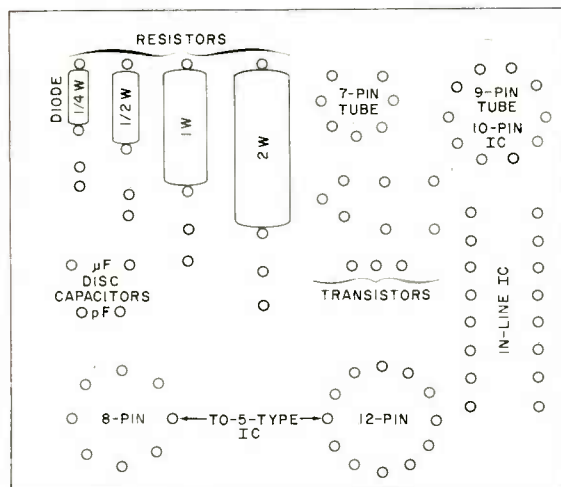 RESISTORS
DIODE
1/4 W
1/2 W
1 W
2 W
7-PIN
TUBE
9-PIN
TUBE
10-PIN
IC
µF
DISC
CAPACITORS
pF
TRANSISTORS
IN-LINE IC
8-PIN
TO-5-TYPE
IC
12-PIN